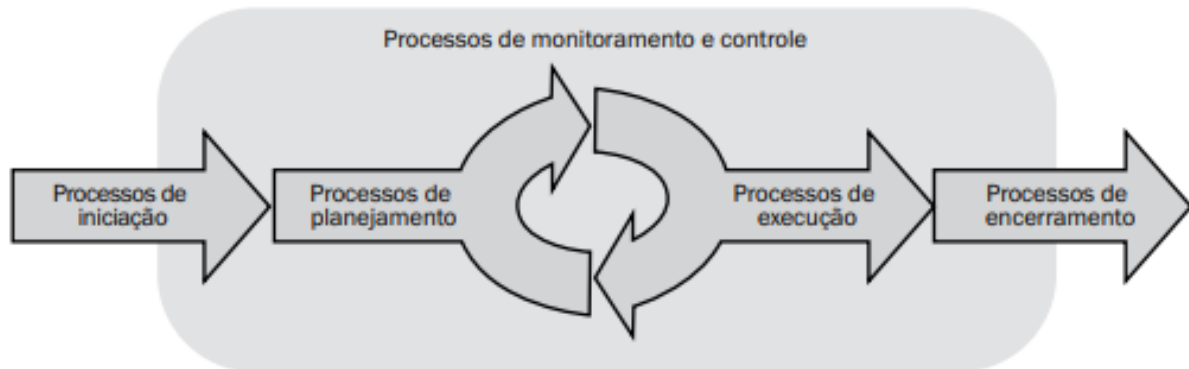 Processos de monitoramento e controle
Processos de
iniciação
Processos de
planejamento
Processos de
execução
Processos de
encerramento